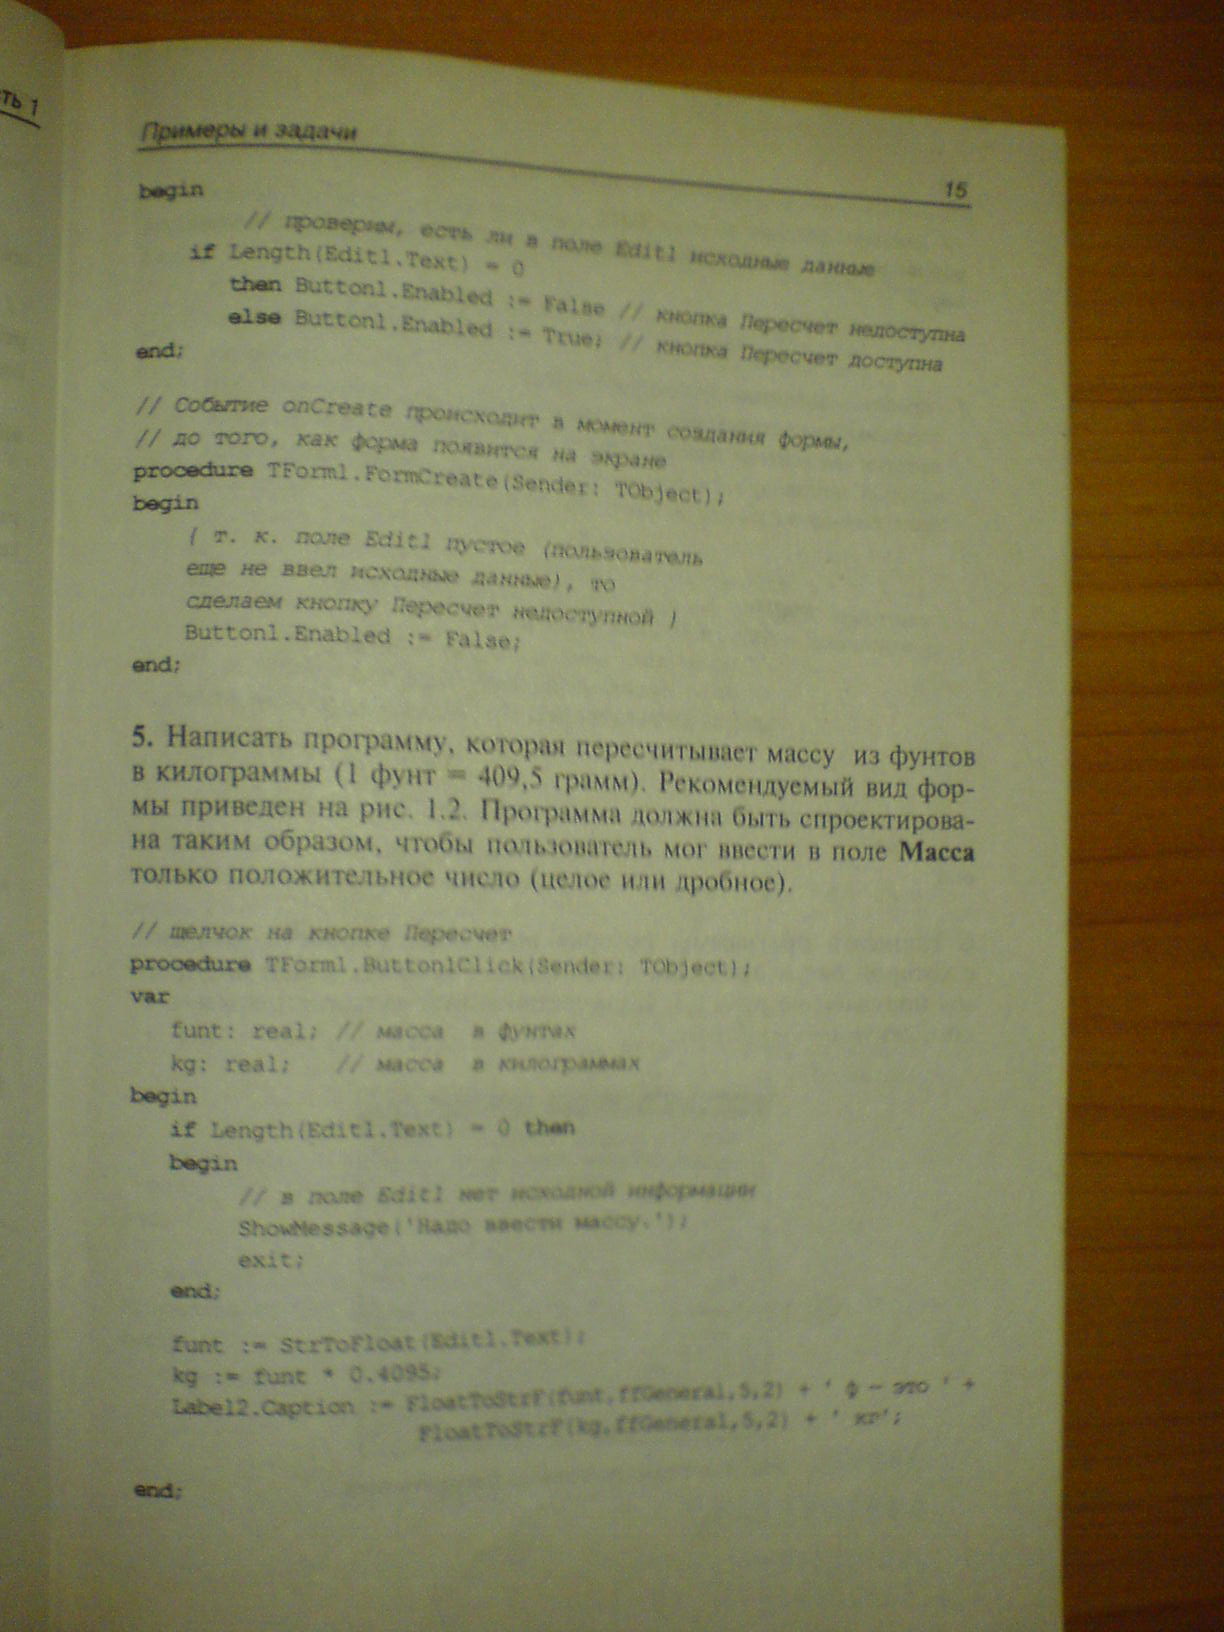 ть 1
Примеры и задачи
15
begin
// проверим, есть ли в поле Edit1 исходные данные
if Length(Edit1.Text) = 0
then Button1.Enabled := False // кнопка Пересчет недоступна
else Button1.Enabled := True; // кнопка Пересчет доступна
end;
// Событие onCreate происходит в момент создания формы,
// до того, как форма появится на экране
procedure TForm1.FormCreate(Sender: TObject);
begin
{ т. к. поле Edit1 пустое (пользователь
еще не ввел исходные данные), то
сделаем кнопку Пересчет недоступной }
Button1.Enabled := False;
end;
5. Написать программу, которая пересчитывает массу из фунтов
в килограммы (1 фунт = 409,5 грамм). Рекомендуемый вид фор-
мы приведен на рис. 1.2. Программа должна быть спроектирова-
на таким образом, чтобы пользователь мог ввести в поле Масса
только положительное число (целое или дробное).
// щелчок на кнопке Пересчет
procedure TForm1.Button1Click(Sender: TObject);
var
funt: real; // масса в фунтах
kg: real; // масса в килограммах
begin
if Length(Edit1.Text) = 0 then
begin
// в поле Edit1 нет исходной информации
ShowMessage('Надо ввести массу.');
exit;
end;
funt := StrToFloat(Edit1.Text);
kg := funt * 0.4095;
Label2.Caption := FloatToStrF(funt,ffGeneral,5,2) + ' ф — это ' +
FloatToStrF(kg,ffGeneral,5,2) + ' кг';
end;